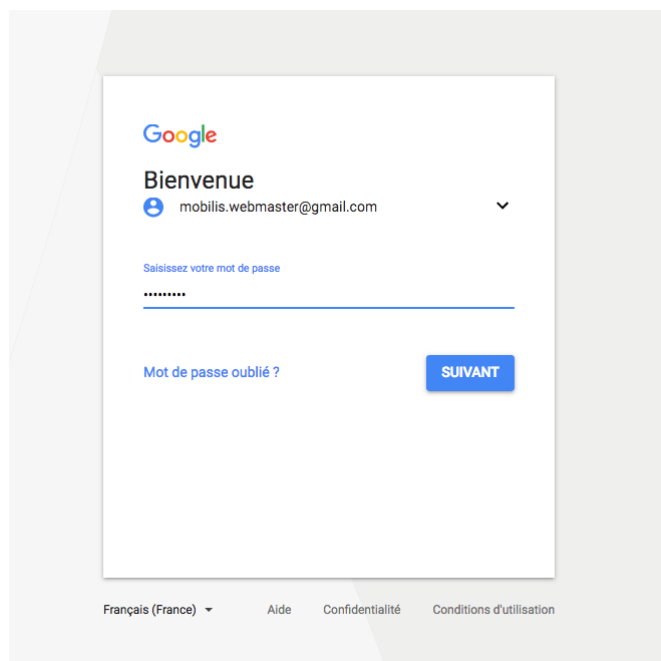 Google
Bienvenue
mobilis.webmaster@gmail.com
Saisissez votre mot de passe
•••••••••
Mot de passe oublié ?
SUIVANT
Français (France)
Aide
Confidentialité
Conditions d'utilisation